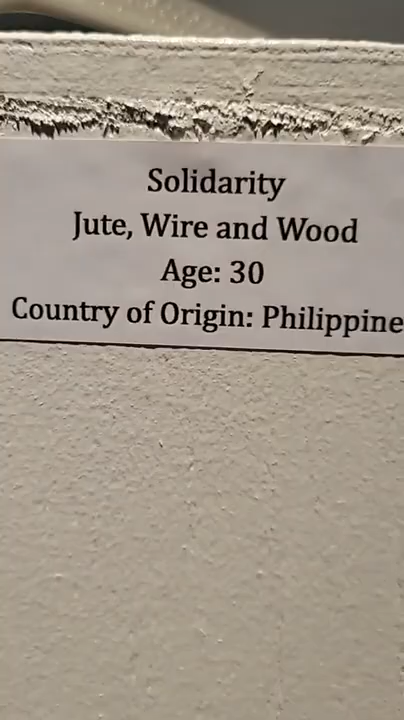 Solidarity
Jute, Wire and Wood
Age: 30
Country of Origin: Philippine